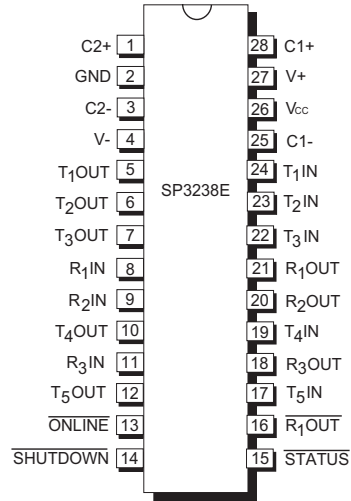 C2+ 1 28 C1+
GND 2 27 V+
C2- 3 26 VCC
V- 4 25 C1-
T1OUT 5 24 T1IN
SP3238E
T2OUT 6 23 T2IN
T3OUT 7 22 T3IN
R1IN 8 21 R1OUT
R2IN 9 20 R2OUT
T4OUT 10 19 T4IN
R3IN 11 18 R3OUT
T5OUT 12 17 T5IN
ONLINE 13 16 R1OUT
SHUTDOWN 14 15 STATUS